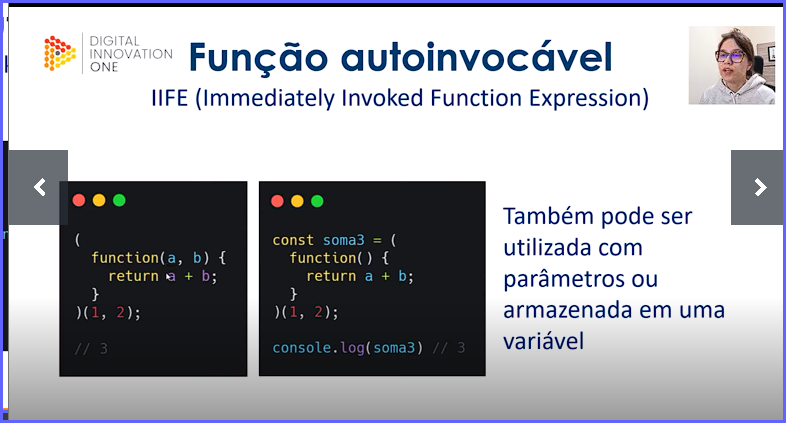 DIGITAL
INNOVATION
ONE
Função autoinvocável
IIFE (Immediately Invoked Function Expression)
(
function(a, b) {
return a + b;
}
)(1, 2);
// 3
const soma3 = (
function() {
return a + b;
}
)(1, 2);
console.log(soma3) // 3
Também pode ser
utilizada com
parâmetros ou
armazenada em uma
variável